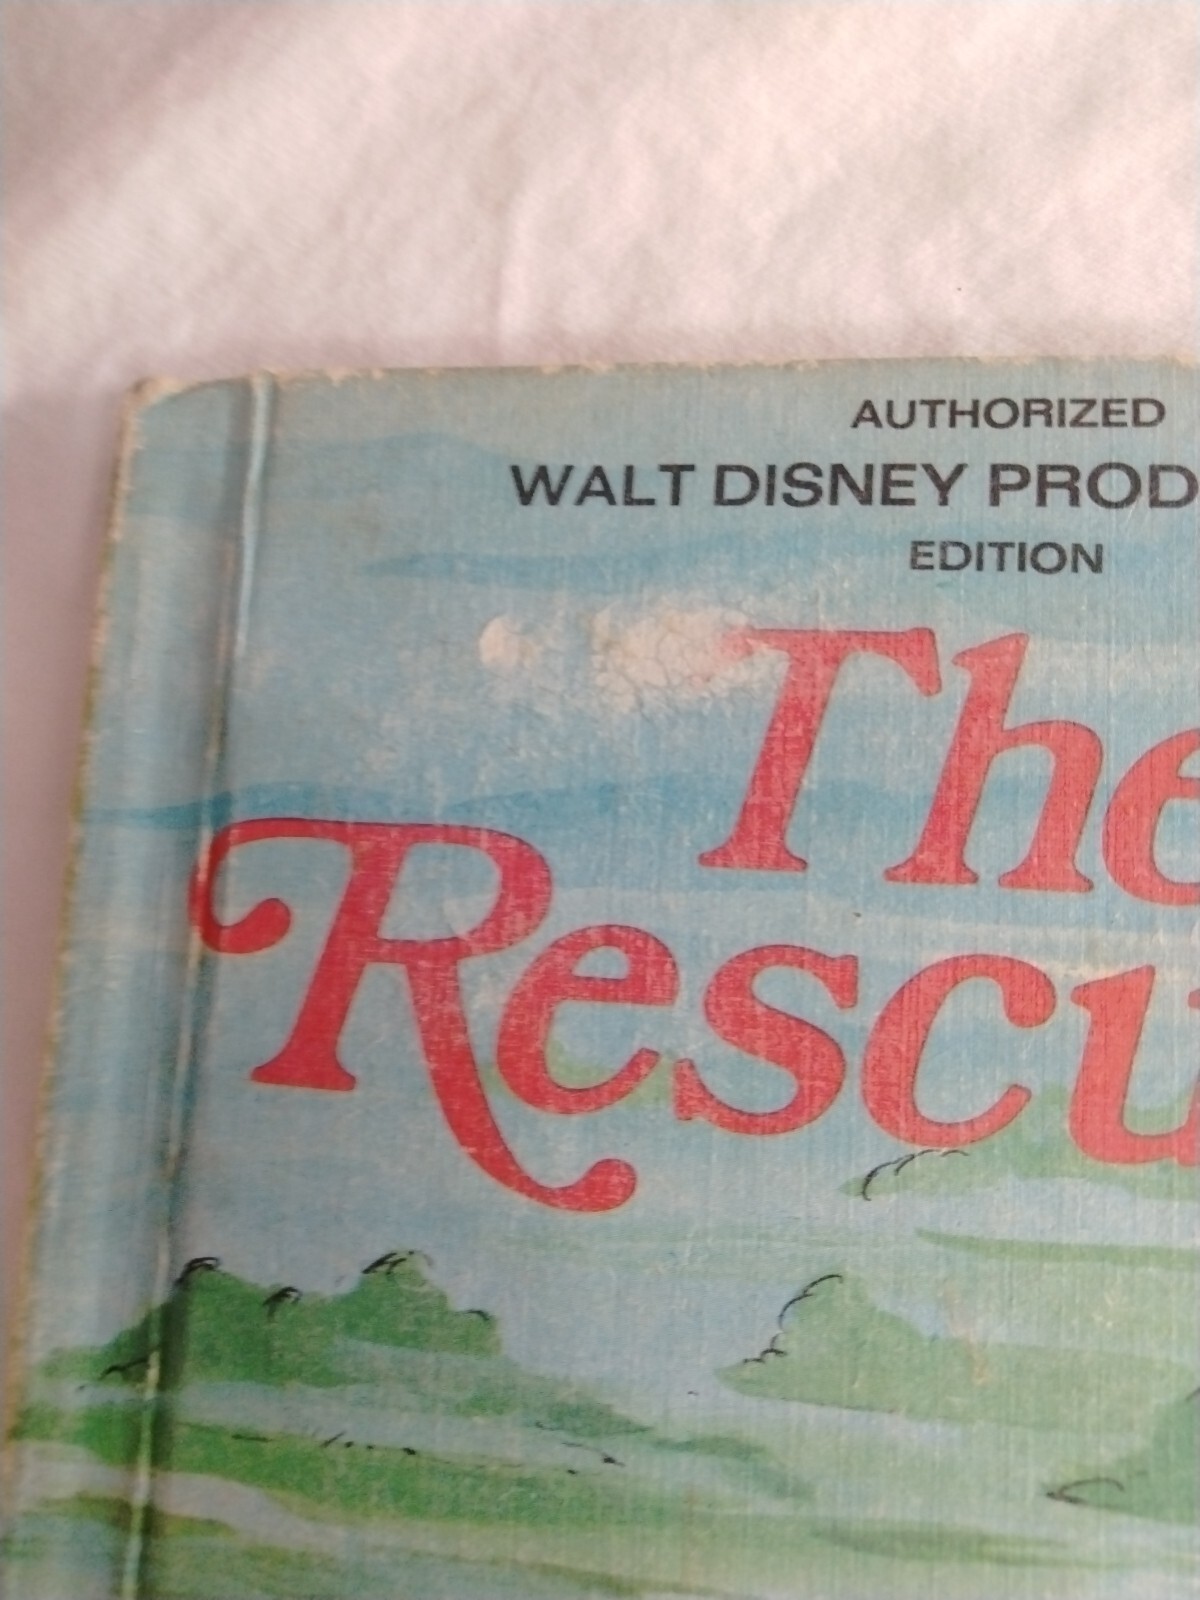 AUTHORIZED
WALT DISNEY PROD
EDITION
The
Rescu